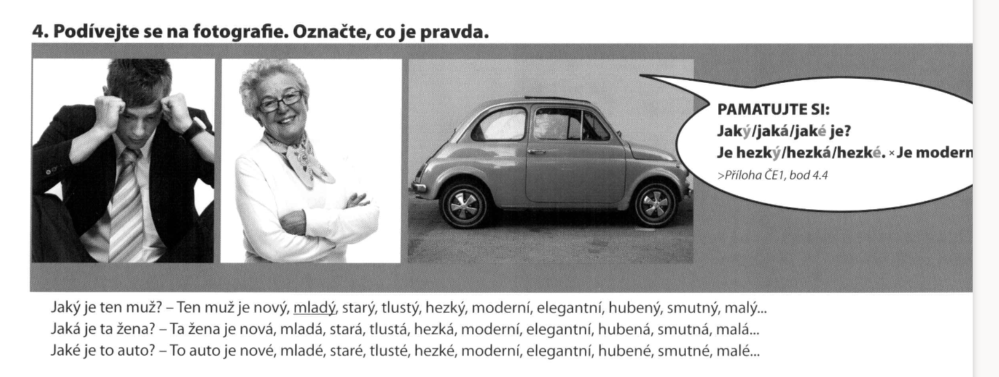 4. Podívejte se na fotografie. Označte, co je pravda.
PAMATUJTE SI:
Jaký/jaká/jaké je?
Je hezký/hezká/hezké. × Je modern
>Příloha ČE1, bod 4.4
Jaký je ten muž? – Ten muž je nový, mladý, starý, tlustý, hezký, moderní, elegantní, hubený, smutný, malý...
Jaká je ta žena? – Ta žena je nová, mladá, stará, tlustá, hezká, moderní, elegantní, hubená, smutná, malá...
Jaké je to auto? – To auto je nové, mladé, staré, tlusté, hezké, moderní, elegantní, hubené, smutné, malé...